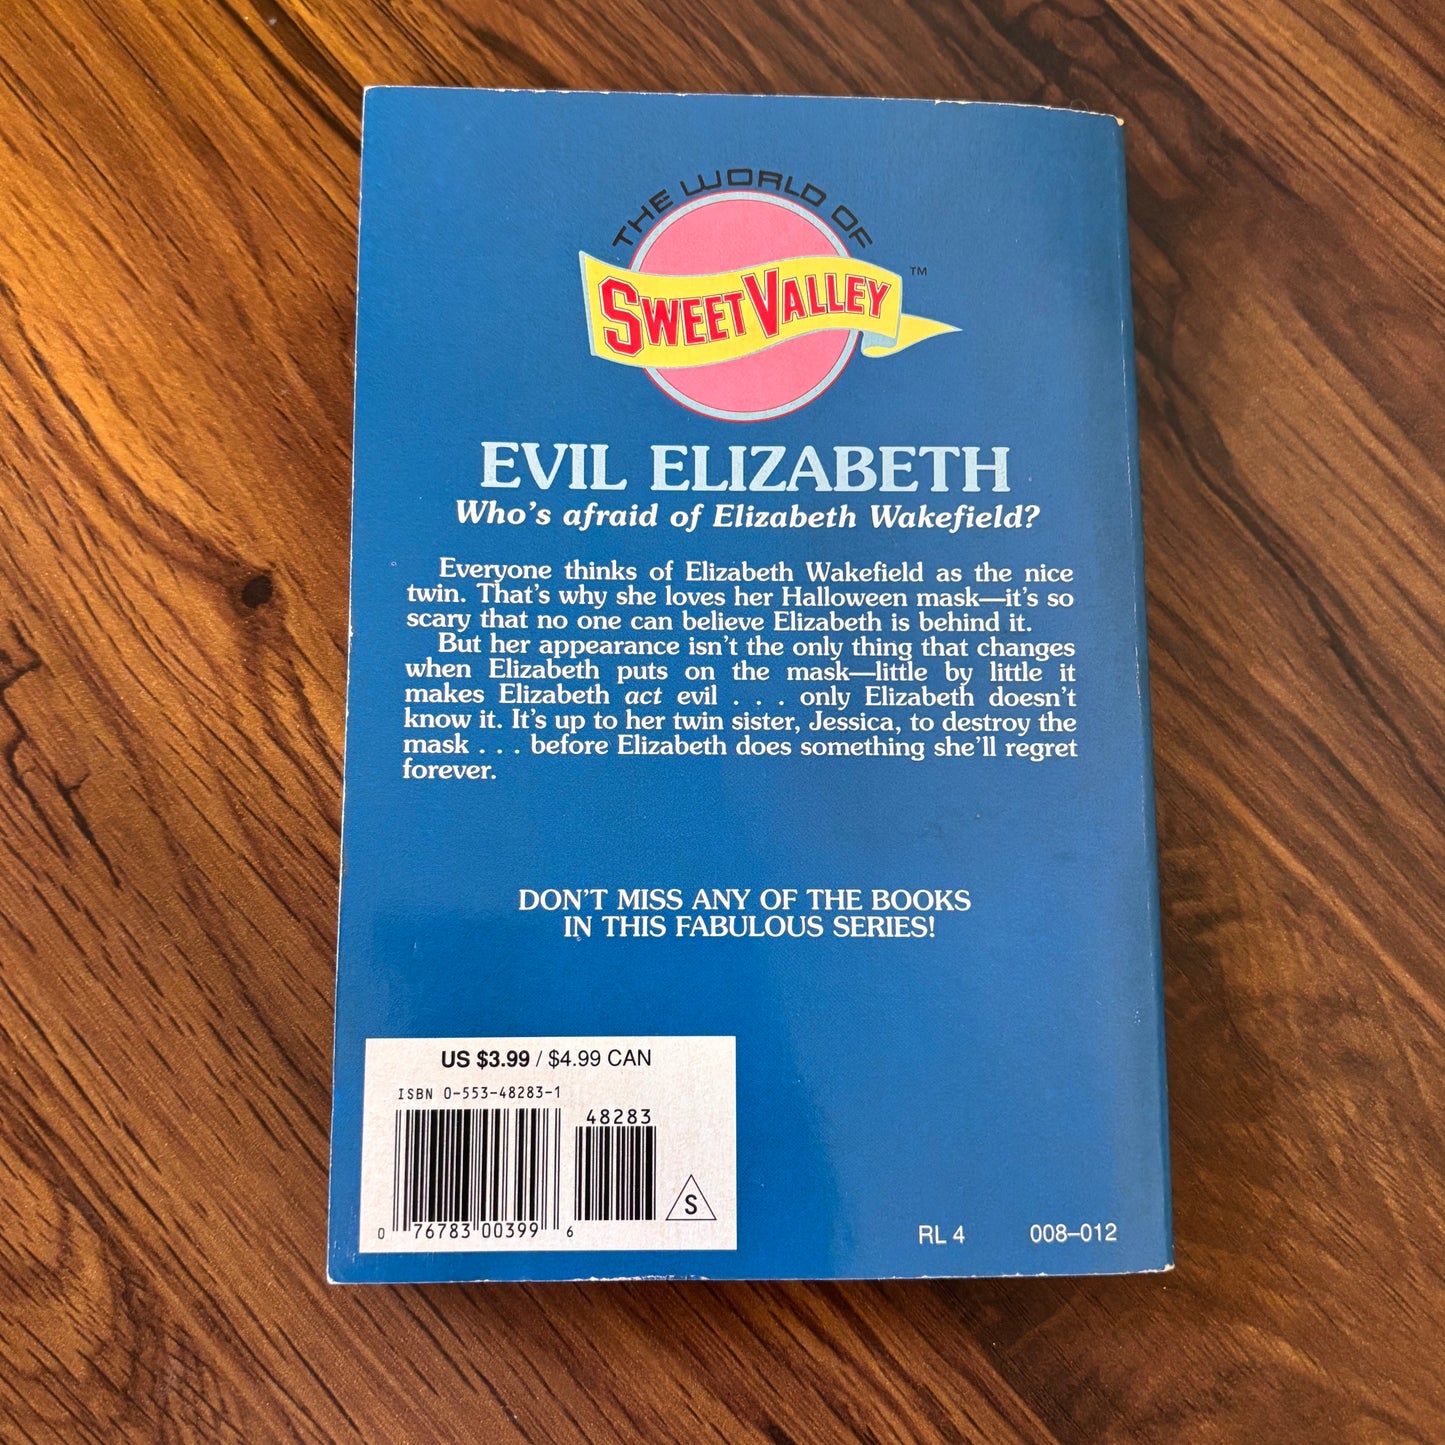 THE WORLD OF
SWEET VALLEY ™
EVIL ELIZABETH
Who's afraid of Elizabeth Wakefield?
Everyone thinks of Elizabeth Wakefield as the nice
twin. That's why she loves her Halloween mask—it's so
scary that no one can believe Elizabeth is behind it.
But her appearance isn't the only thing that changes
when Elizabeth puts on the mask—little by little it
makes Elizabeth act evil . . . only Elizabeth doesn't
know it. It's up to her twin sister, Jessica, to destroy the
mask . . . before Elizabeth does something she'll regret
forever.
DON'T MISS ANY OF THE BOOKS
IN THIS FABULOUS SERIES!
US $3.99 / $4.99 CAN
ISBN 0-553-48283-1
48283
S
0 76783 00399 6
RL 4 008–012